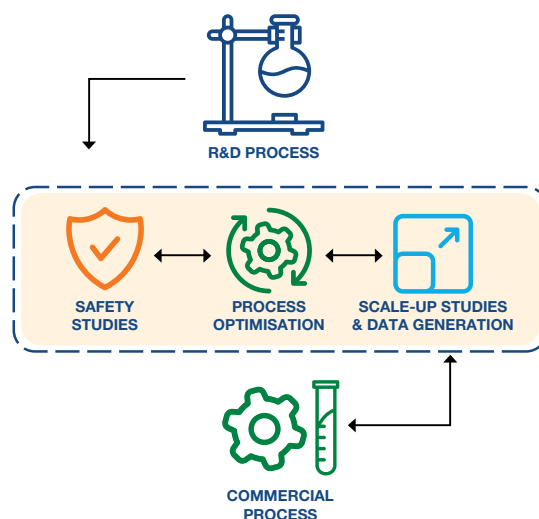 R&D PROCESS
SAFETY
STUDIES
PROCESS
OPTIMISATION
SCALE-UP STUDIES
& DATA GENERATION
COMMERCIAL
PROCESS